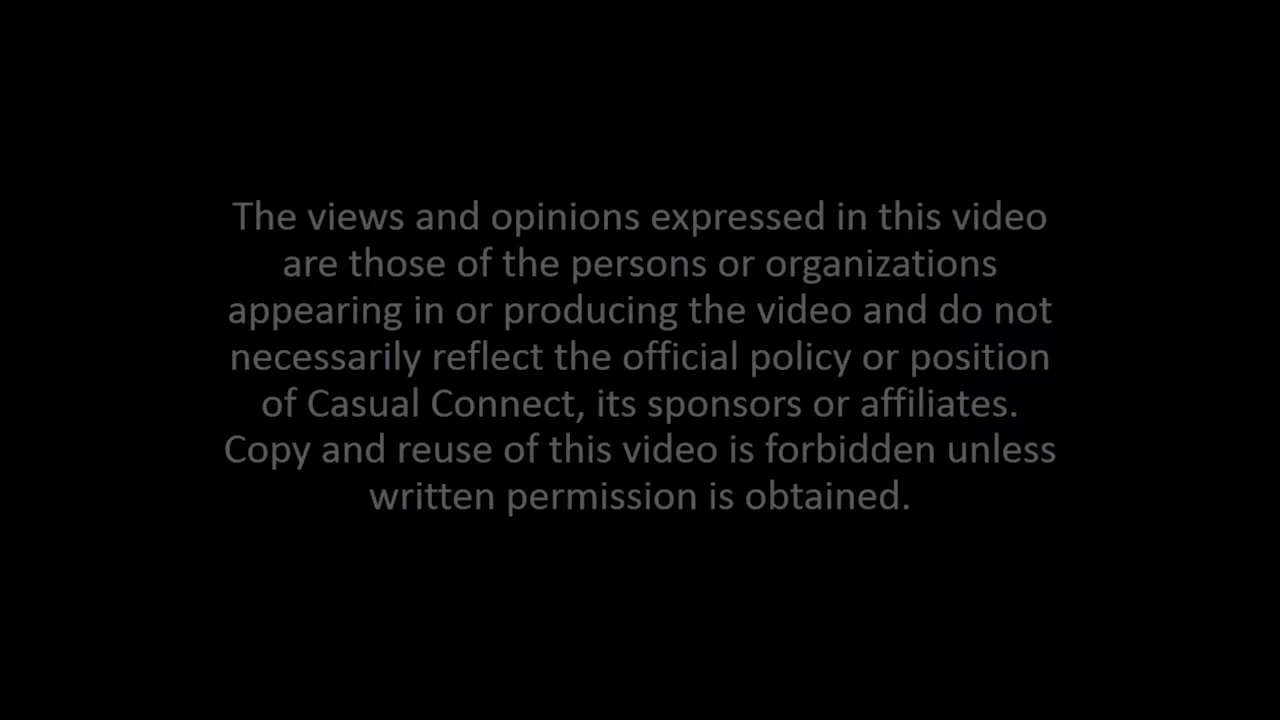 The views and opinions expressed in this video
are those of the persons or organizations
appearing in or producing the video and do not
necessarily reflect the official policy or position
of Casual Connect, its sponsors or affiliates.
Copy and reuse of this video is forbidden unless
written permission is obtained.